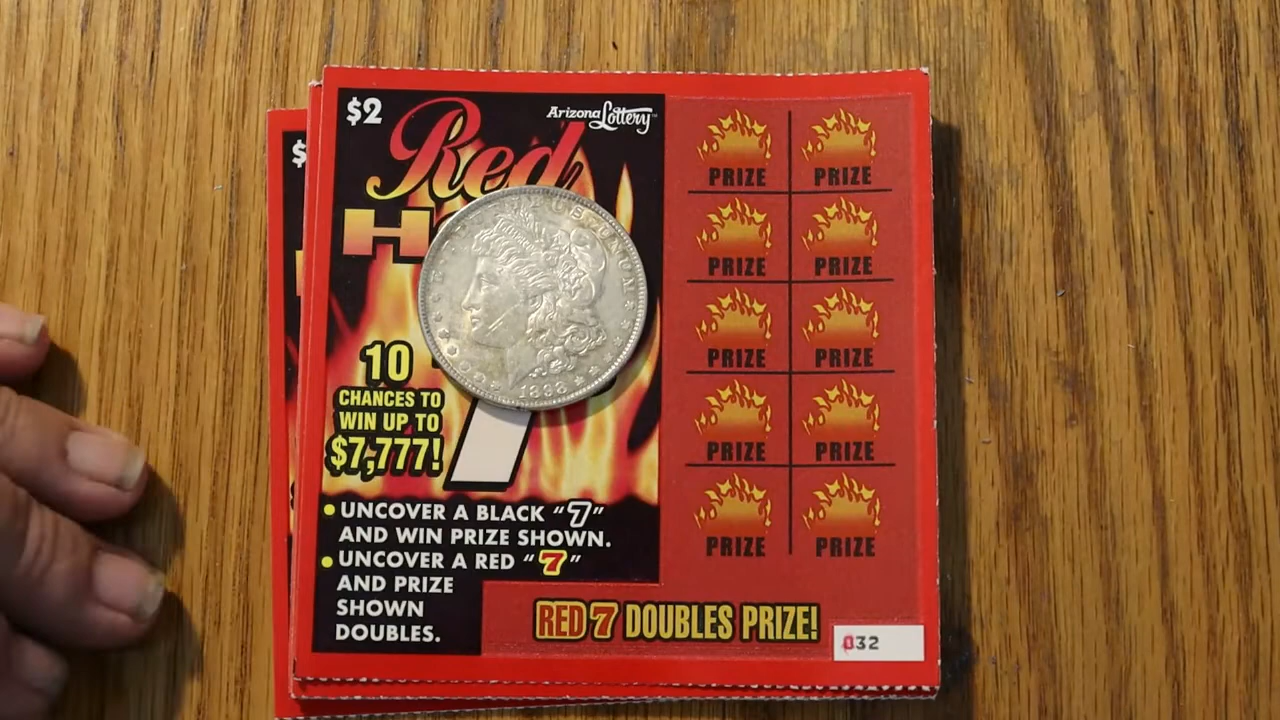 $2
Arizona Lottery
Red
H
10
CHANCES TO
WIN UP TO
$7,777!
UNCOVER A BLACK "7"
AND WIN PRIZE SHOWN.
UNCOVER A RED "7"
AND PRIZE
SHOWN
DOUBLES.
PRIZE PRIZE
PRIZE PRIZE
PRIZE PRIZE
PRIZE PRIZE
PRIZE PRIZE
RED 7 DOUBLES PRIZE!
032
1898
$